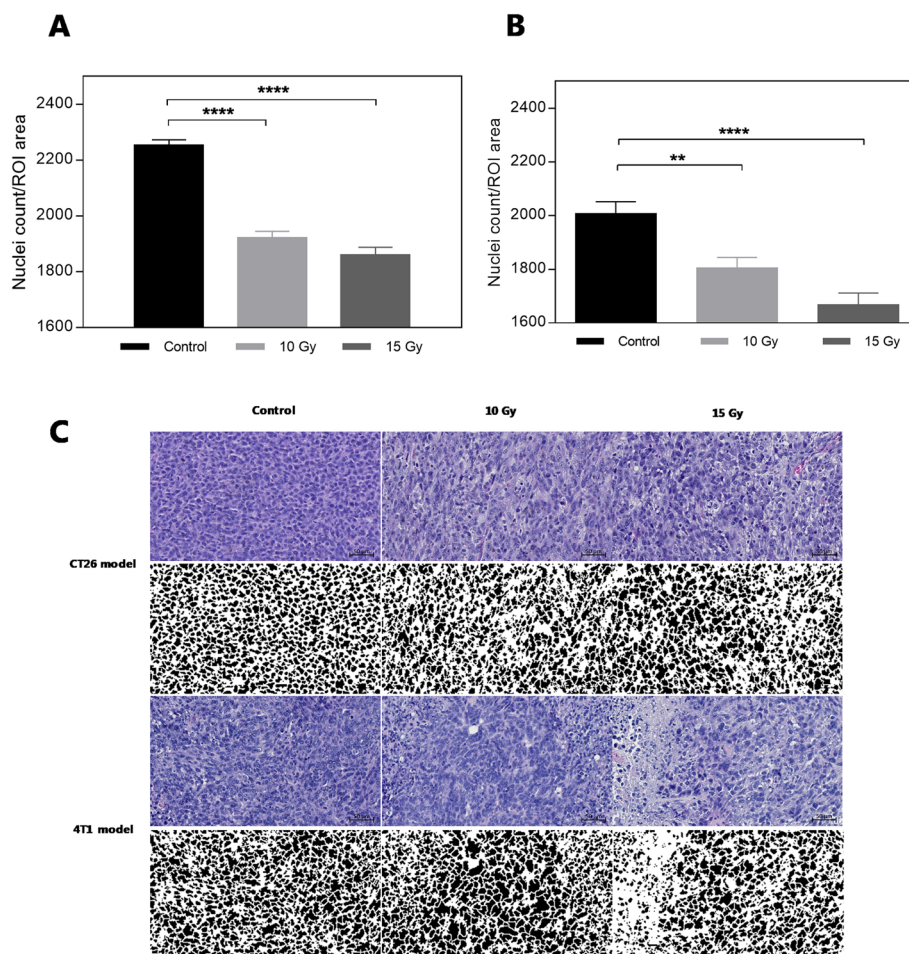 A
Nuclei count/ROI area
2400
2200
2000
1800
1600
****
****
Control
10 Gy
15 Gy
B
Nuclei count/ROI area
2400
2200
2000
1800
1600
****
**
Control
10 Gy
15 Gy
C
Control
10 Gy
15 Gy
CT26 model
4T1 model